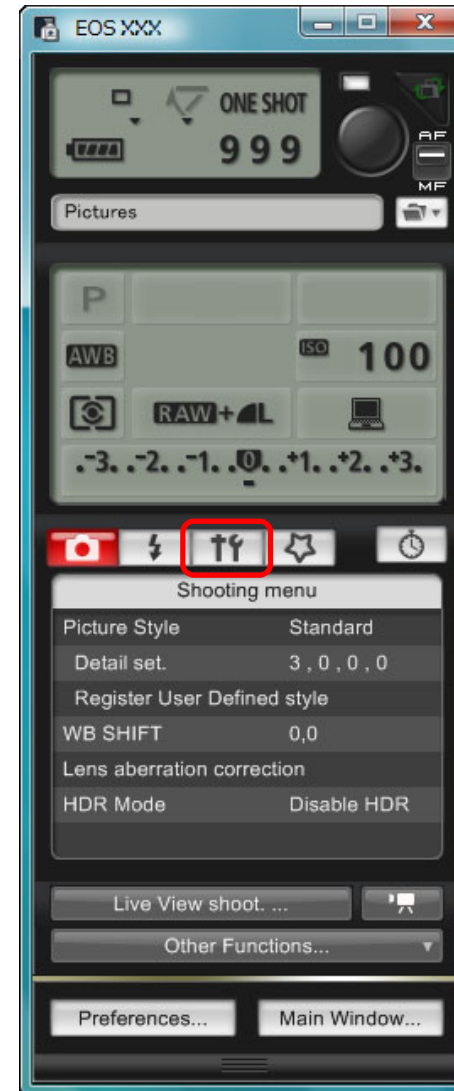 EOS XXX
ONE SHOT
999
AF
MF
Pictures
P
AWB
ISO 100
RAW+L
.-3. .-2. .-1. .0. .+1. .+2. .+3.
Shooting menu
Picture Style Standard
Detail set. 3 , 0 , 0 , 0
Register User Defined style
WB SHIFT 0,0
Lens aberration correction
HDR Mode Disable HDR
Live View shoot. ...
Other Functions...
Preferences... Main Window...